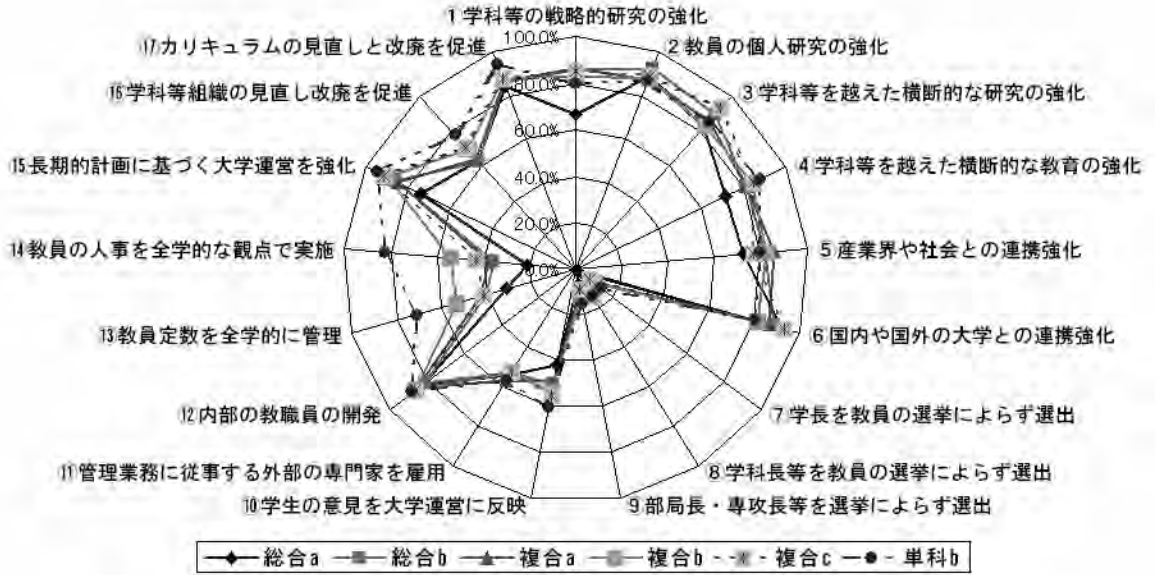 ①学科等の戦略的研究の強化
②教員の個人研究の強化
③学科等を越えた横断的な研究の強化
④学科等を越えた横断的な教育の強化
⑤産業界や社会との連携強化
⑥国内や国外の大学との連携強化
⑦学長を教員の選挙によらず選出
⑧学科長等を教員の選挙によらず選出
⑨部局長・専攻長等を選挙によらず選出
⑩学生の意見を大学運営に反映
⑪管理業務に従事する外部の専門家を雇用
⑫内部の教職員の開発
⑬教員定数を全学的に管理
⑭教員の人事を全学的な観点で実施
⑮長期的計画に基づく大学運営を強化
⑯学科等組織の見直し改廃を促進
⑰カリキュラムの見直しと改廃を促進
100.0%
80.0%
60.0%
40.0%
20.0%
0.0%
総合a 総合b 複合a 複合b 複合c 単科b